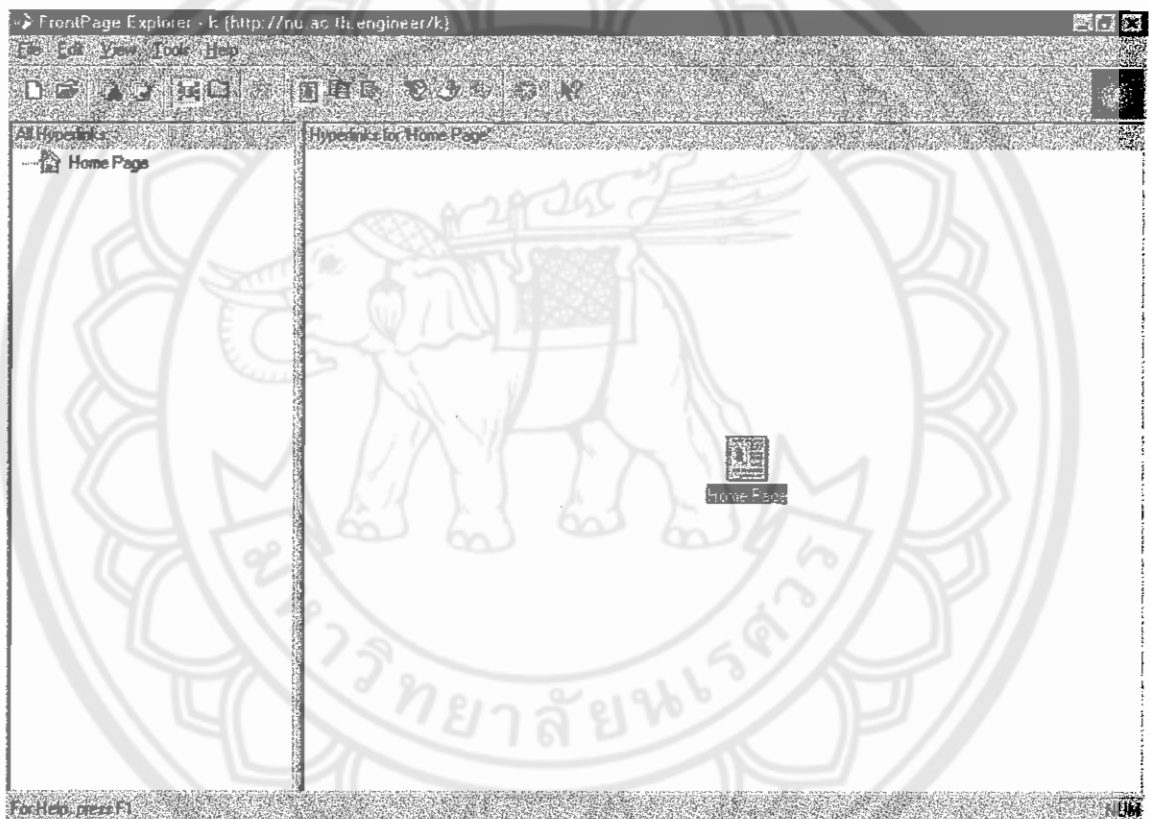 FrontPage Explorer - k (http://nu.ac.th.engineer/k)
File Edit View Tools Help
All Hyperlinks
Hyperlinks for 'Home Page'
Home Page
Home Page
มหาวิทยาลัยนเรศวร
For Help, press F1
NUM